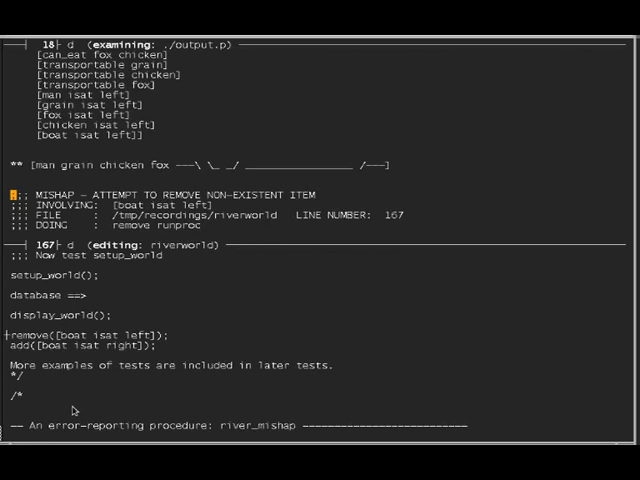 18├ d (examining: ./output.p)
[can_eat fox chicken]
[transportable grain]
[transportable chicken]
[transportable fox]
[man isat left]
[grain isat left]
[fox isat left]
[chicken isat left]
[boat isat left]]
** [man grain chicken fox ---\ \_ _/ _________________ /---]
;;; MISHAP - ATTEMPT TO REMOVE NON-EXISTENT ITEM
;;; INVOLVING: [boat isat left]
;;; FILE : /tmp/recordings/riverworld LINE NUMBER: 167
;;; DOING : remove runproc
167├ d (editing: riverworld)
;;; Now test setup_world
setup_world();
database ==>
display_world();
remove([boat isat left]);
add([boat isat right]);
More examples of tests are included in later tests.
*/
/*
-- An error-reporting procedure: river_mishap --------------------------